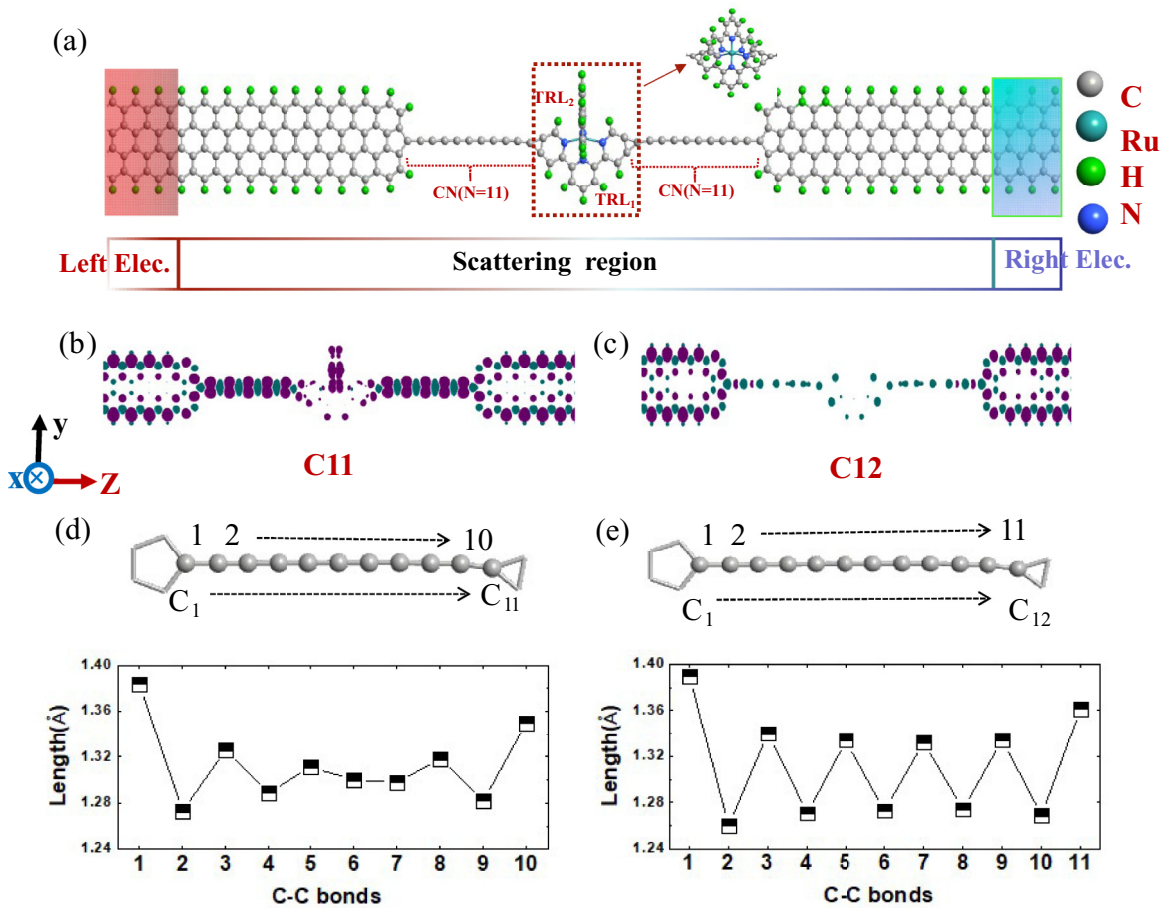 (a)
TRL2
CN(N=11)
CN(N=11)
TRL1
C
Ru
H
N
Left Elec.
Scattering region
Right Elec.
(b)
(c)
y
x
Z
C11
C12
(d)
1 2 10
C1 C11
(e)
1 2 11
C1 C12
Length(Å)
1.40
1.36
1.32
1.28
1.24
1 2 3 4 5 6 7 8 9 10
C-C bonds
Length(Å)
1.40
1.36
1.32
1.28
1.24
1 2 3 4 5 6 7 8 9 10 11
C-C bonds